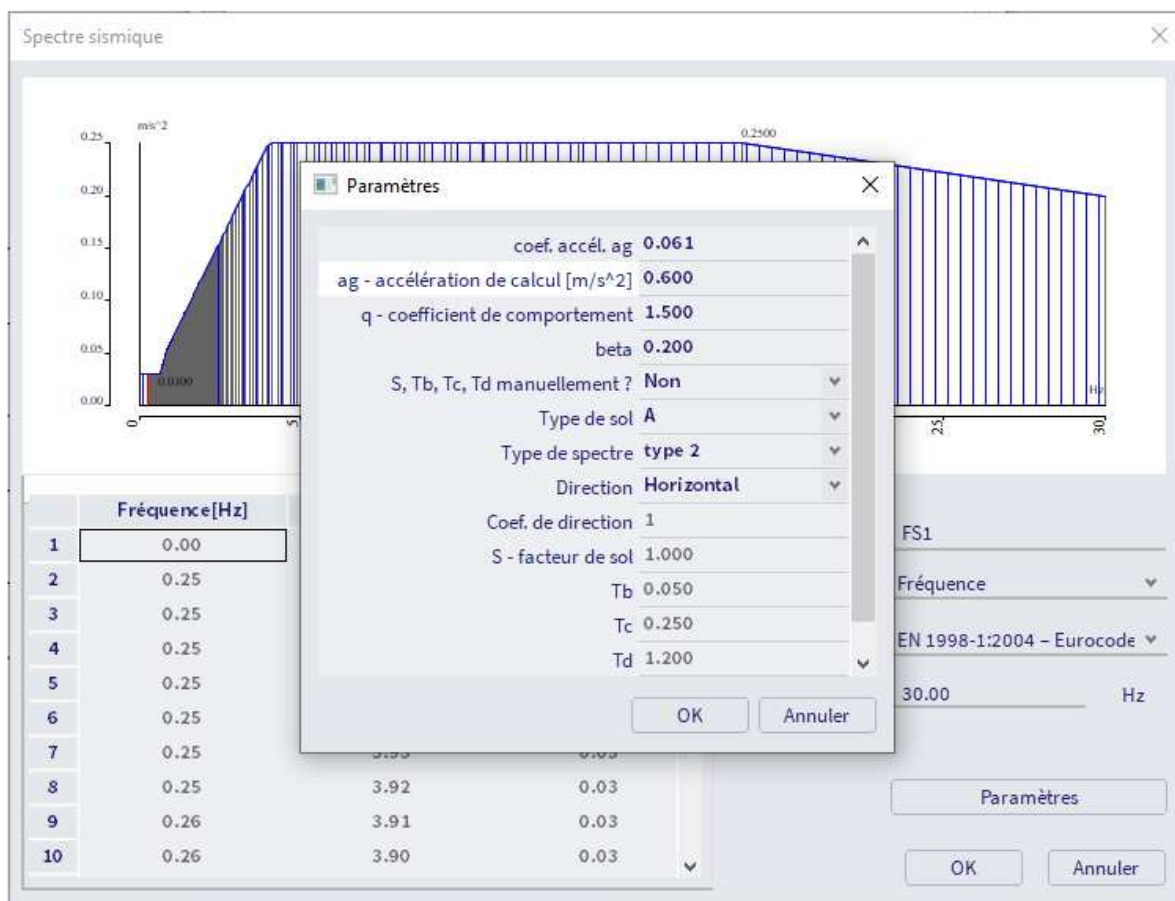 Spectre sismique
m/s^2
0.25
0.2500
0.20
0.15
0.10
0.05
0.0300
0.00
Hz
0
5
25
30
Paramètres
coef. accél. ag 0.061
ag - accélération de calcul [m/s^2] 0.600
q - coefficient de comportement 1.500
beta 0.200
S, Tb, Tc, Td manuellement ? Non
Type de sol A
Type de spectre type 2
Direction Horizontal
Coef. de direction 1
S - facteur de sol 1.000
Tb 0.050
Tc 0.250
Td 1.200
OK Annuler
Fréquence[Hz]
1 0.00
2 0.25
3 0.25
4 0.25
5 0.25
6 0.25
7 0.25
8 0.25 3.92 0.03
9 0.26 3.91 0.03
10 0.26 3.90 0.03
FS1
Fréquence
EN 1998-1:2004 – Eurocode
30.00 Hz
Paramètres
OK Annuler